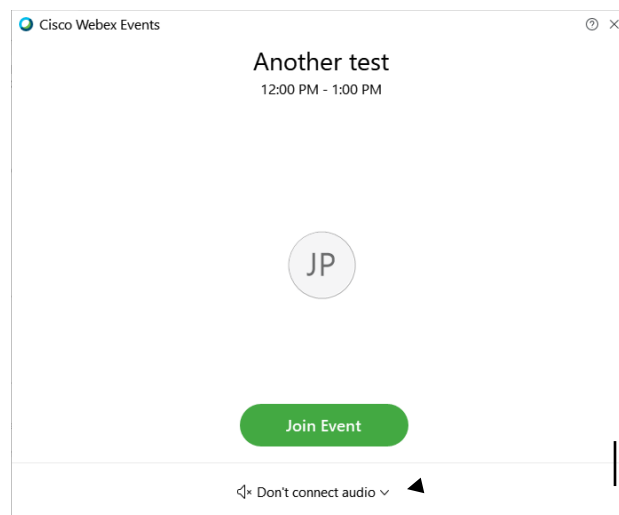 Cisco Webex Events
Another test
12:00 PM - 1:00 PM
JP
Join Event
Don't connect audio